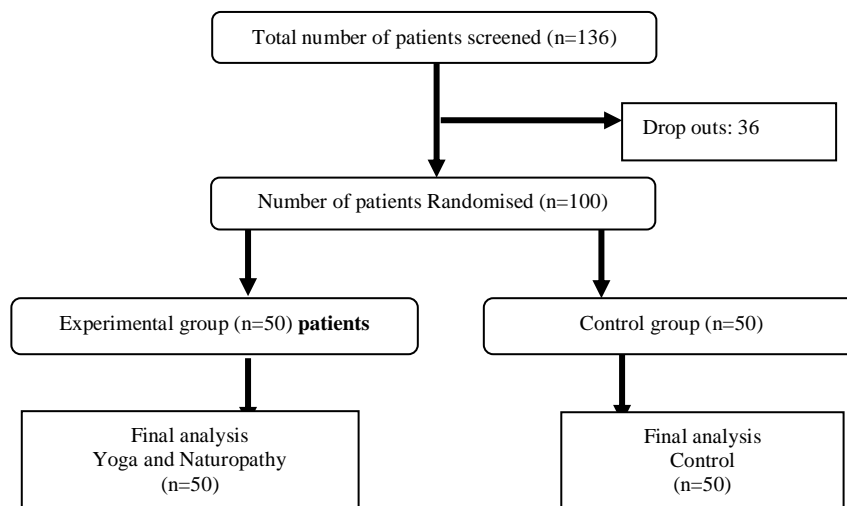 Total number of patients screened (n=136)
Drop outs: 36
Number of patients Randomised (n=100)
Experimental group (n=50) patients
Control group (n=50)
Final analysis
Yoga and Naturopathy
(n=50)
Final analysis
Control
(n=50)